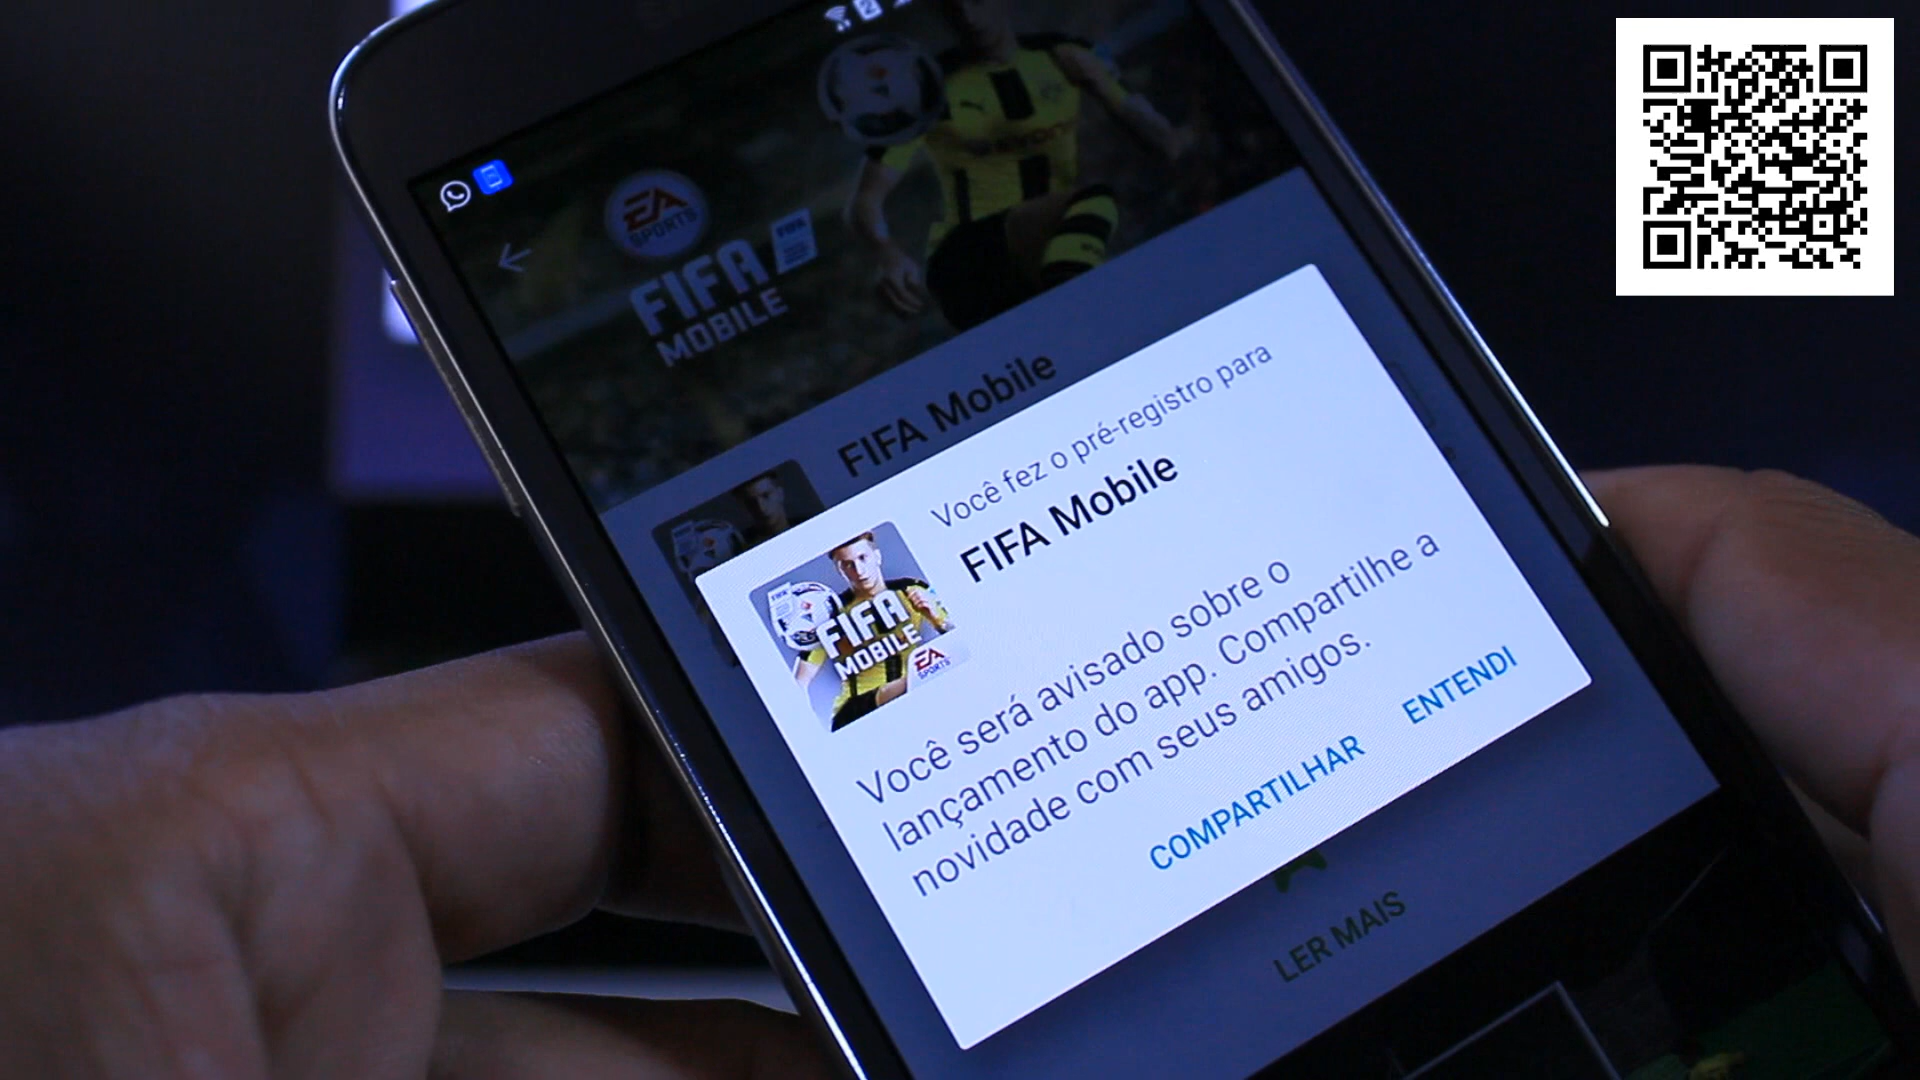 EA
SPORTS
FIFA
FIFA
MOBILE
FIFA Mobile
Você fez o pré-registro para
FIFA Mobile
FIFA
MOBILE
EA
SPORTS
Você será avisado sobre o
lançamento do app. Compartilhe a
novidade com seus amigos.
COMPARTILHAR
ENTENDI
LER MAIS